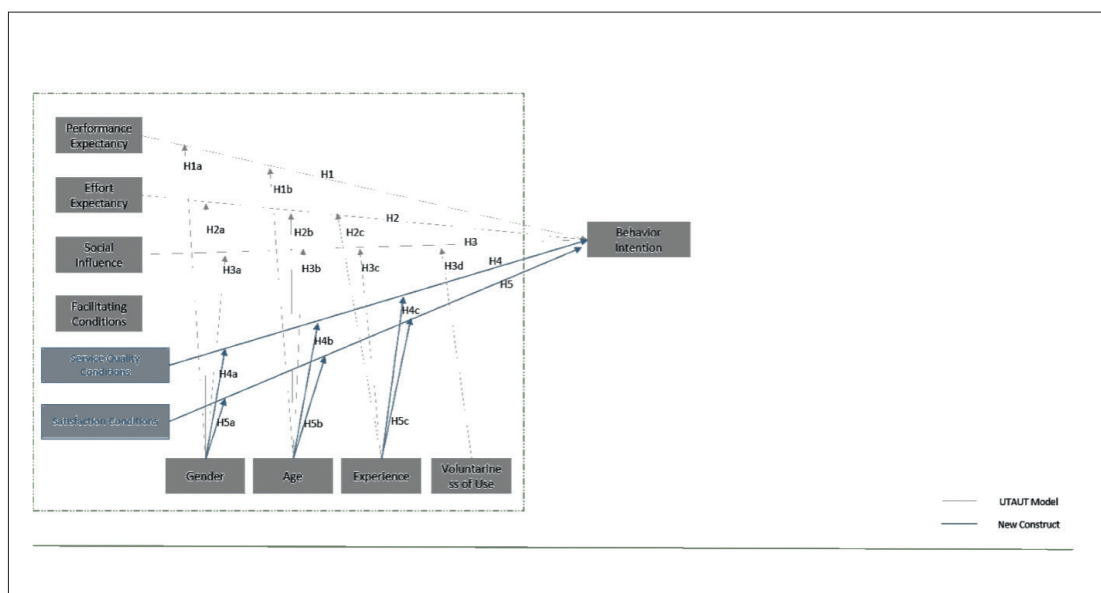 Performance
Expectancy
H1a
H1
H1b
Effort
Expectancy
H2a
H2b
H2c
H2
Behavior
Intention
Social
Influence
H3a
H3b
H3c
H3d
H3
H4
H5
Facilitating
Conditions
H4c
H4b
Service Quality
Conditions
H4a
Satisfaction Conditions
H5a
H5b
H5c
Gender
Age
Experience
Voluntarine
ss of Use
UTAUT Model
New Construct